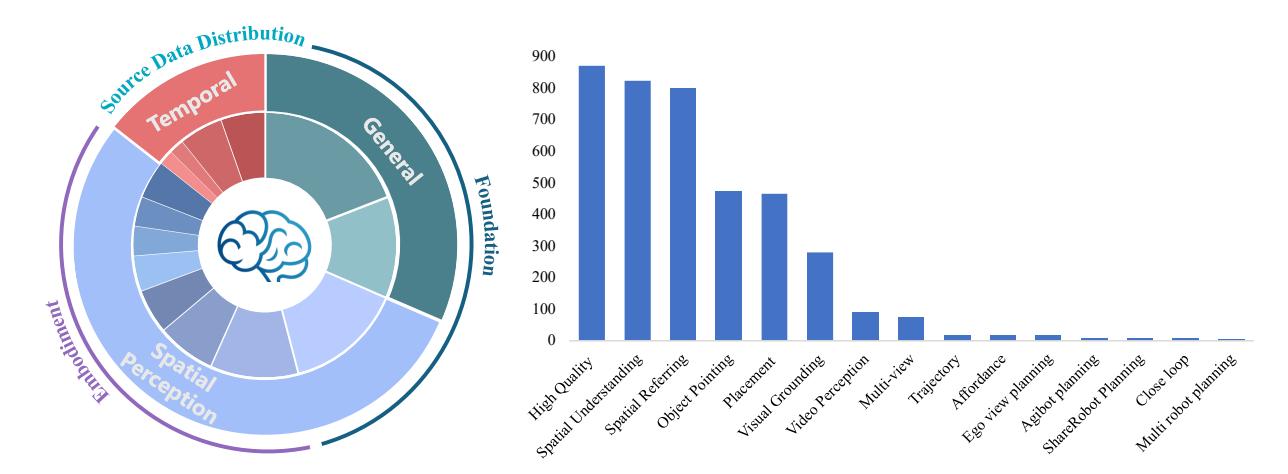 Source Data Distribution
Temporal
General
Foundation
Embodiment
Spatial
Perception
900
800
700
600
500
400
300
200
100
0
High Quality
Spatial Understanding
Spatial Referring
Object Pointing
Placement
Visual Grounding
Video Perception
Multi-view
Trajectory
Affordance
Ego view planning
Agibot planning
ShareRobot Planning
Close loop
Multi robot planning